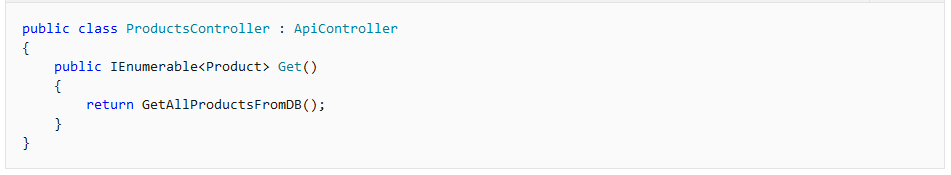 public class ProductsController : ApiController
{
    public IEnumerable<Product> Get()
    {
        return GetAllProductsFromDB();
    }
}